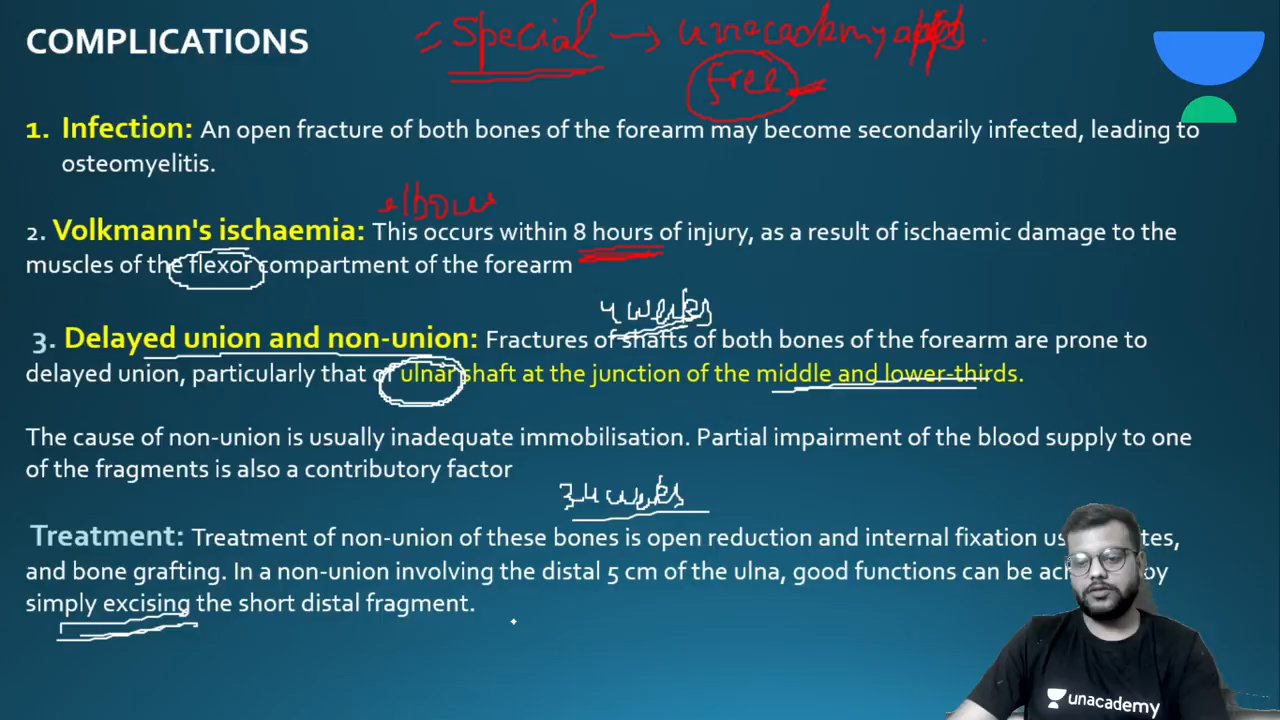 COMPLICATIONS
= Special → unacademy app
free
1. Infection: An open fracture of both bones of the forearm may become secondarily infected, leading to
osteomyelitis.
elbow
2. Volkmann's ischaemia: This occurs within 8 hours of injury, as a result of ischaemic damage to the
muscles of the flexor compartment of the forearm
4 weeks
3. Delayed union and non-union: Fractures of shafts of both bones of the forearm are prone to
delayed union, particularly that of ulnar shaft at the junction of the middle and lower-thirds.
The cause of non-union is usually inadequate immobilisation. Partial impairment of the blood supply to one
of the fragments is also a contributory factor
3-4 weeks
Treatment: Treatment of non-union of these bones is open reduction and internal fixation
and bone grafting. In a non-union involving the distal 5 cm of the ulna, good functions can be
simply excising the short distal fragment.
unacademy